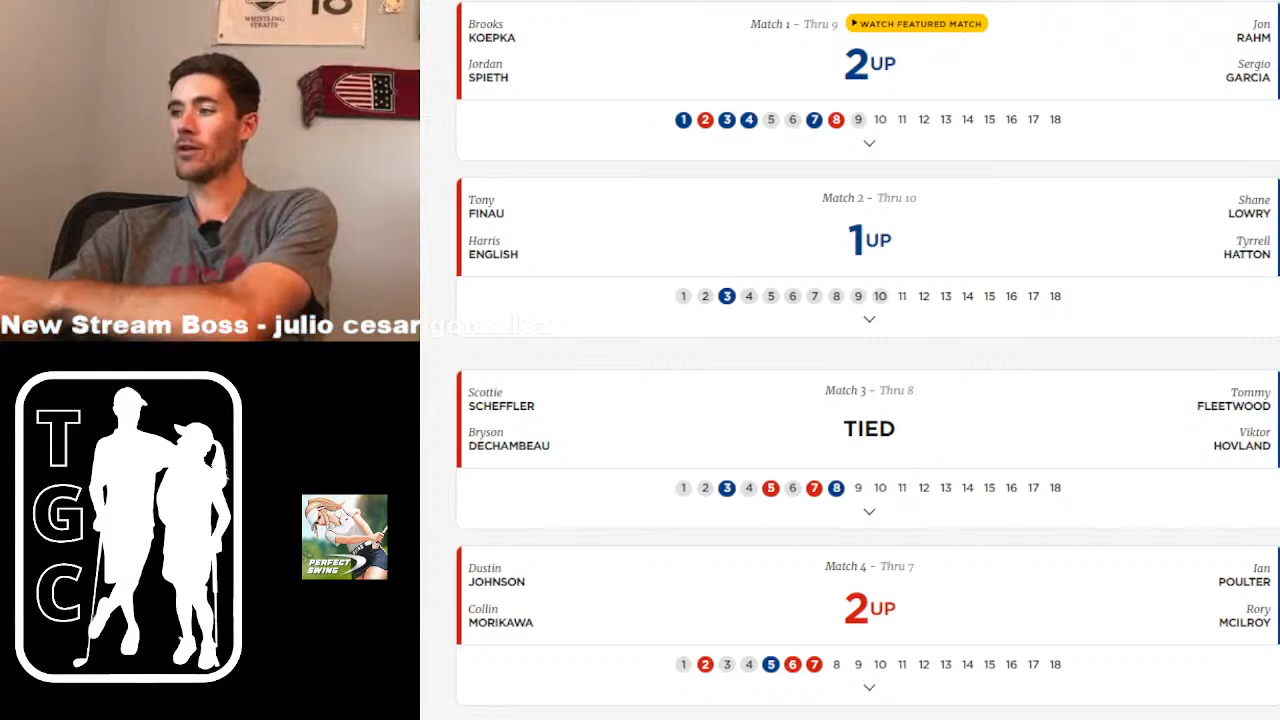 WHISTLING
STRAITS
18
USA
New Stream Boss - julio cesar
T
G
C
PERFECT
SWING
Brooks
KOEPKA
Jordan
SPIETH
Match 1 - Thru 9
WATCH FEATURED MATCH
2UP
Jon
RAHM
Sergio
GARCIA
1 2 3 4 5 6 7 8 9 10 11 12 13 14 15 16 17 18
Tony
FINAU
Harris
ENGLISH
Match 2 - Thru 10
1UP
Shane
LOWRY
Tyrrell
HATTON
1 2 3 4 5 6 7 8 9 10 11 12 13 14 15 16 17 18
Scottie
SCHEFFLER
Bryson
DECHAMBEAU
Match 3 - Thru 8
TIED
Tommy
FLEETWOOD
Viktor
HOVLAND
1 2 3 4 5 6 7 8 9 10 11 12 13 14 15 16 17 18
Dustin
JOHNSON
Collin
MORIKAWA
Match 4 - Thru 7
2UP
Ian
POULTER
Rory
MCILROY
1 2 3 4 5 6 7 8 9 10 11 12 13 14 15 16 17 18